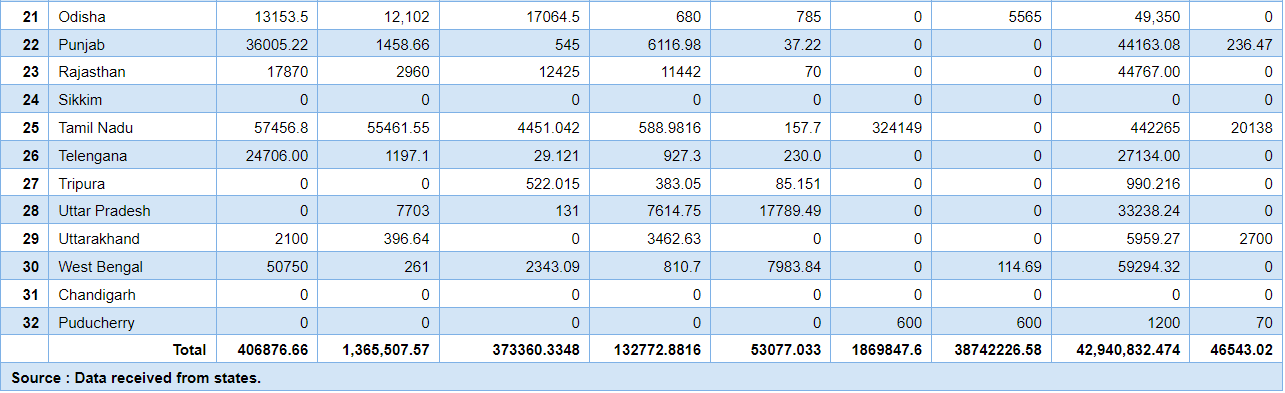 21 Odisha 13153.5 12,102 17064.5 680 785 0 5565 49,350 0
22 Punjab 36005.22 1458.66 545 6116.98 37.22 0 0 44163.08 236.47
23 Rajasthan 17870 2960 12425 11442 70 0 0 44767.00 0
24 Sikkim 0 0 0 0 0 0 0 0 0
25 Tamil Nadu 57456.8 55461.55 4451.042 588.9816 157.7 324149 0 442265 20138
26 Telengana 24706.00 1197.1 29.121 927.3 230.0 0 0 27134.00 0
27 Tripura 0 0 522.015 383.05 85.151 0 0 990.216 0
28 Uttar Pradesh 0 7703 131 7614.75 17789.49 0 0 33238.24 0
29 Uttarakhand 2100 396.64 0 3462.63 0 0 0 5959.27 2700
30 West Bengal 50750 261 2343.09 810.7 7983.84 0 114.69 59294.32 0
31 Chandigarh 0 0 0 0 0 0 0 0 0
32 Puducherry 0 0 0 0 0 600 600 1200 70
Total 406876.66 1,365,507.57 373360.3348 132772.8816 53077.033 1869847.6 38742226.58 42,940,832.474 46543.02
Source : Data received from states.